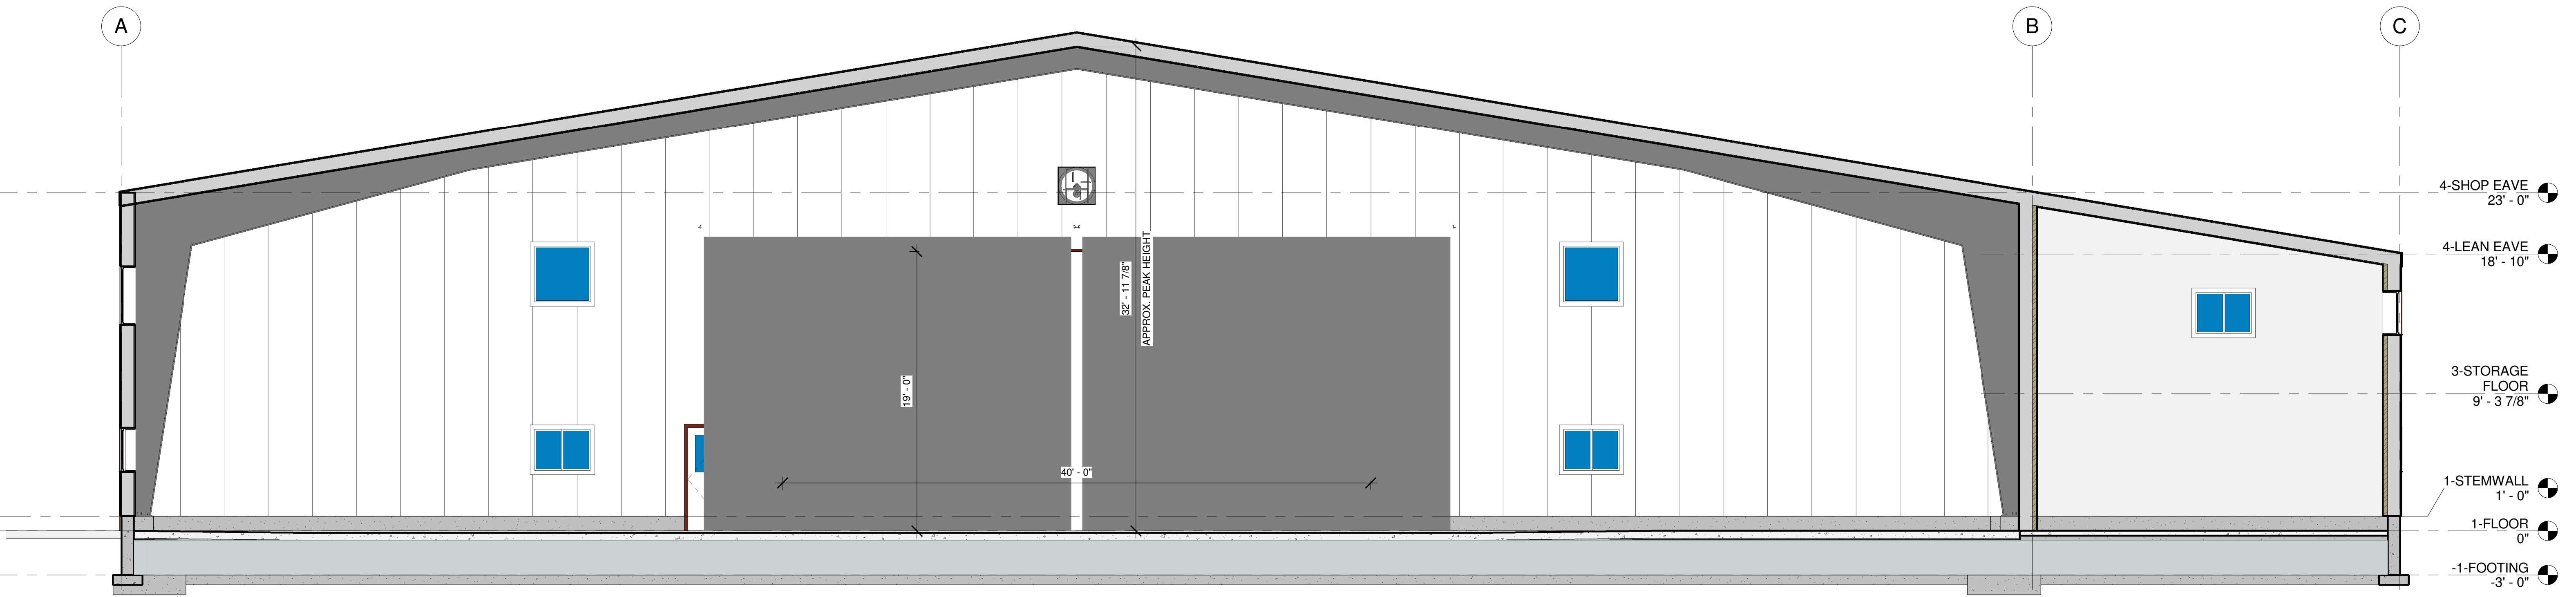 A
B
C
4-SHOP EAVE
23' - 0"
4-LEAN EAVE
18' - 10"
32' - 11 7/8"
APPROX. PEAK HEIGHT
19' - 0"
3-STORAGE
FLOOR
9' - 3 7/8"
40' - 0"
1-STEMWALL
1' - 0"
1-FLOOR
0"
-1-FOOTING
-3' - 0"